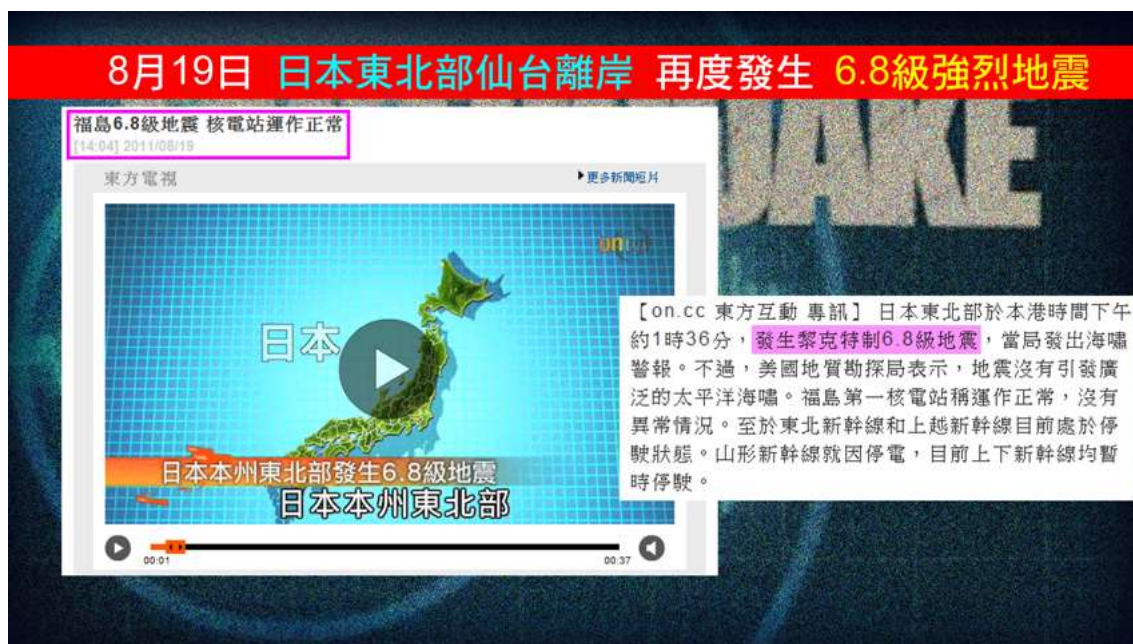 8月19日 日本東北部仙台離岸 再度發生 6.8級強烈地震
福島6.8級地震 核電站運作正常
[14:04] 2011/08/19
東方電視
更多新聞短片
on tv
日本
日本本州東北部發生6.8級地震
日本本州東北部
00:01
00:37
【on.cc 東方互動 專訊】 日本東北部於本港時間下午
約1時36分，發生黎克特制6.8級地震，當局發出海嘯
警報。不過，美國地質勘探局表示，地震沒有引發廣
泛的太平洋海嘯。福島第一核電站稱運作正常，沒有
異常情況。至於東北新幹線和上越新幹線目前處於停
駛狀態。山形新幹線就因停電，目前上下新幹線均暫
時停駛。